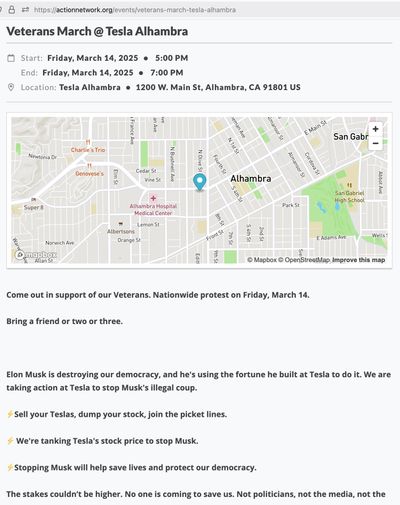 https://actionnetwork.org/events/veterans-march-tesla-alhambra
Veterans March @ Tesla Alhambra
Start: Friday, March 14, 2025 • 5:00 PM
End: Friday, March 14, 2025 • 7:00 PM
Location: Tesla Alhambra • 1200 W. Main St, Alhambra, CA 91801 US
E Main St
San Gabr
+
−
Charlie's Trio
Newtonia Dr
Genovese's
Elm St
Cedar St
Vine St
Alhambra
Super 8
Alhambra Hospital
Medical Center
San Gabriel
High School
Park St
Albertsons
Lemon St
Orange St
Norwich Ave
Front St
E Adams Ave
Wells St
mapbox
© Mapbox © OpenStreetMap Improve this map
Come out in support of our Veterans. Nationwide protest on Friday, March 14.
Bring a friend or two or three.
Elon Musk is destroying our democracy, and he's using the fortune he built at Tesla to do it. We are
taking action at Tesla to stop Musk's illegal coup.
⚡Sell your Teslas, dump your stock, join the picket lines.
⚡ We're tanking Tesla's stock price to stop Musk.
⚡Stopping Musk will help save lives and protect our democracy.
The stakes couldn't be higher. No one is coming to save us. Not politicians, not the media, not the